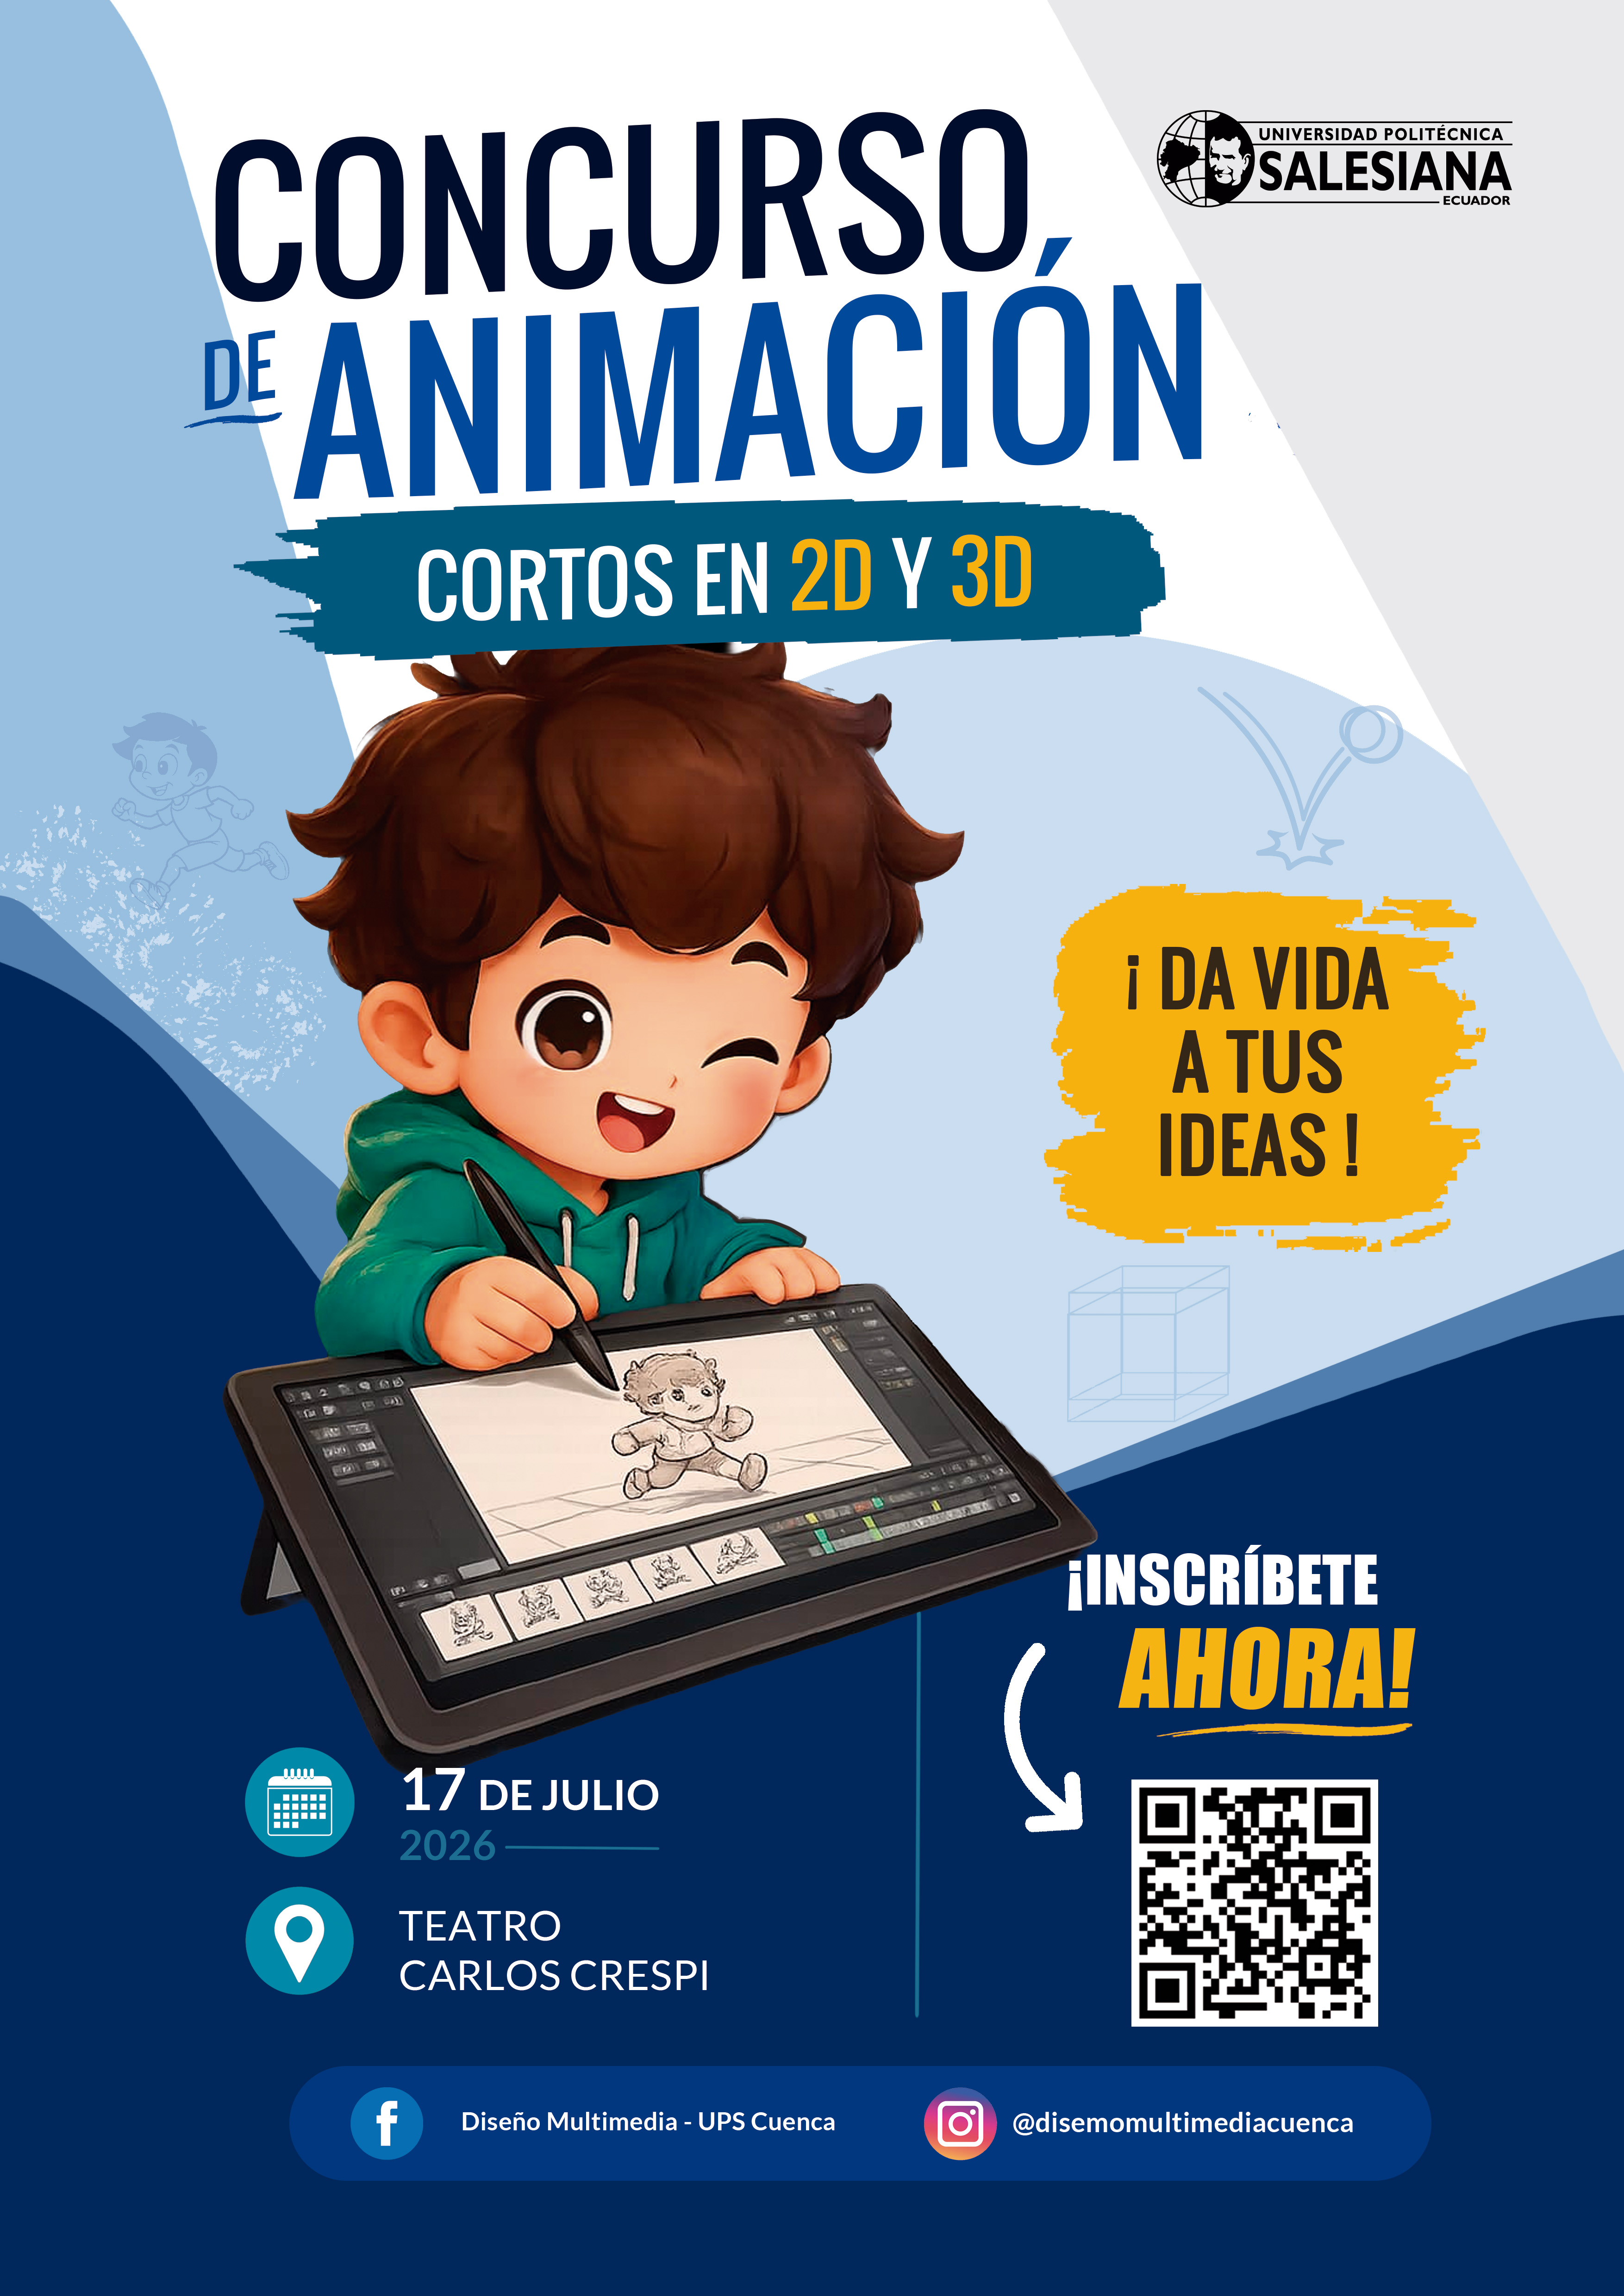 UNIVERSIDAD POLITÉCNICA
SALESIANA
ECUADOR
CONCURSO
DE ANIMACIÓN
CORTOS EN 2D Y 3D
¡ DA VIDA
A TUS
IDEAS !
¡INSCRÍBETE
AHORA!
17 DE JULIO
2026
TEATRO
CARLOS CRESPI
Diseño Multimedia - UPS Cuenca
@disemomultimediacuenca